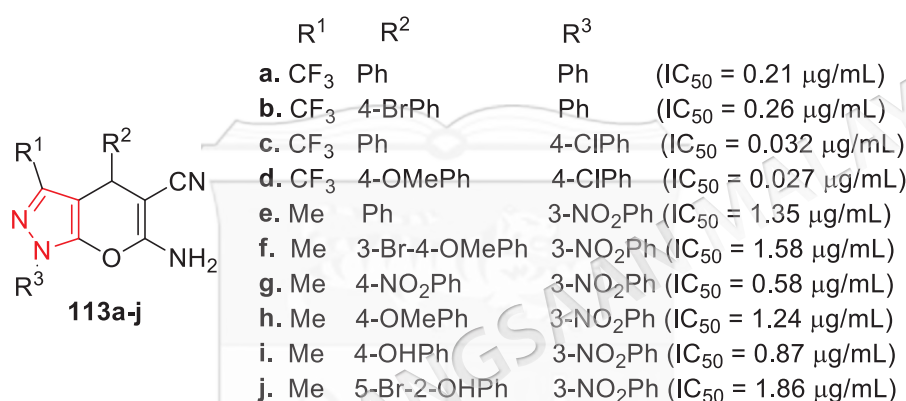 R¹ R² R³
a. CF₃ Ph Ph (IC₅₀ = 0.21 μg/mL)
b. CF₃ 4-BrPh Ph (IC₅₀ = 0.26 μg/mL)
c. CF₃ Ph 4-ClPh (IC₅₀ = 0.032 μg/mL)
d. CF₃ 4-OMePh 4-ClPh (IC₅₀ = 0.027 μg/mL)
e. Me Ph 3-NO₂Ph (IC₅₀ = 1.35 μg/mL)
f. Me 3-Br-4-OMePh 3-NO₂Ph (IC₅₀ = 1.58 μg/mL)
g. Me 4-NO₂Ph 3-NO₂Ph (IC₅₀ = 0.58 μg/mL)
h. Me 4-OMePh 3-NO₂Ph (IC₅₀ = 1.24 μg/mL)
i. Me 4-OHPh 3-NO₂Ph (IC₅₀ = 0.87 μg/mL)
j. Me 5-Br-2-OHPh 3-NO₂Ph (IC₅₀ = 1.86 μg/mL)
R¹ R²
CN
N
N O NH₂
R³
113a-j